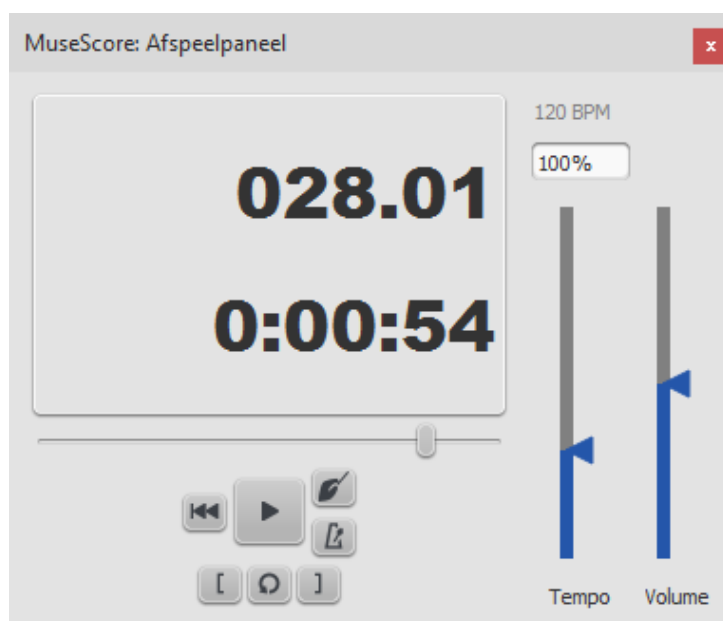 MuseScore: Afspeelpaneel
x
120 BPM
100%
028.01
0:00:54
[ ]
Tempo Volume